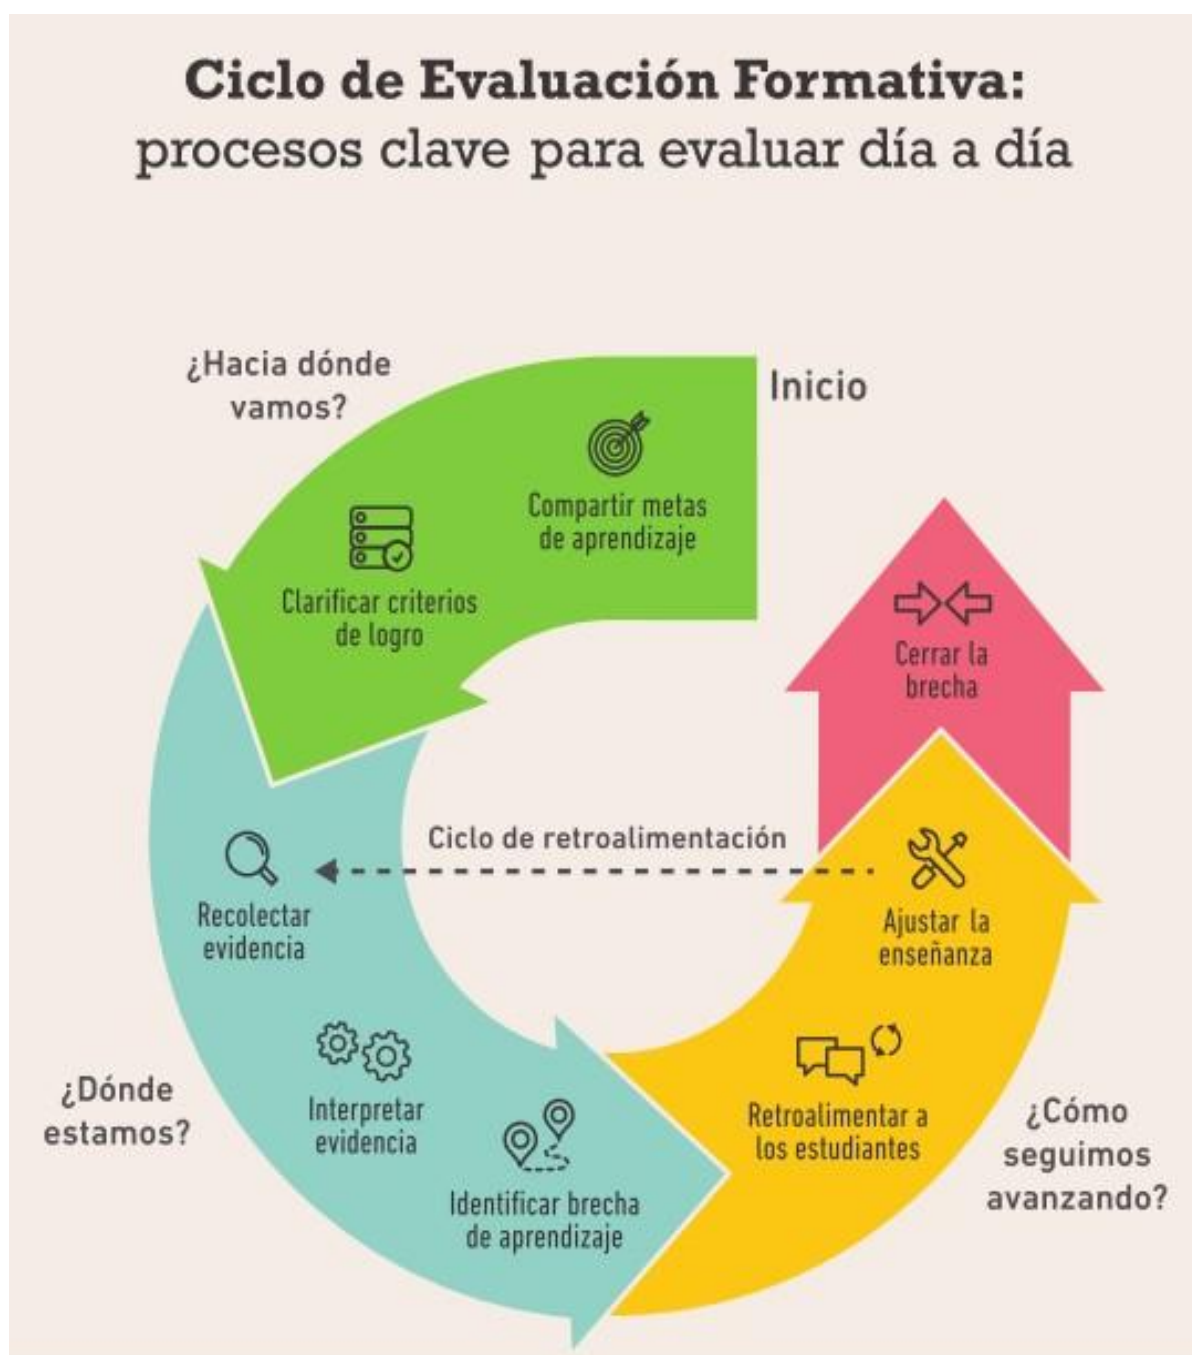 Ciclo de Evaluación Formativa:
procesos clave para evaluar día a día
Inicio
¿Hacia dónde
vamos?
Compartir metas
de aprendizaje
Clarificar criterios
de logro
¿Dónde
estamos?
Recolectar
evidencia
Interpretar
evidencia
Identificar brecha
de aprendizaje
¿Cómo
seguimos
avanzando?
Retroalimentar a
los estudiantes
Ajustar la
enseñanza
Ciclo de retroalimentación
Cerrar la
brecha